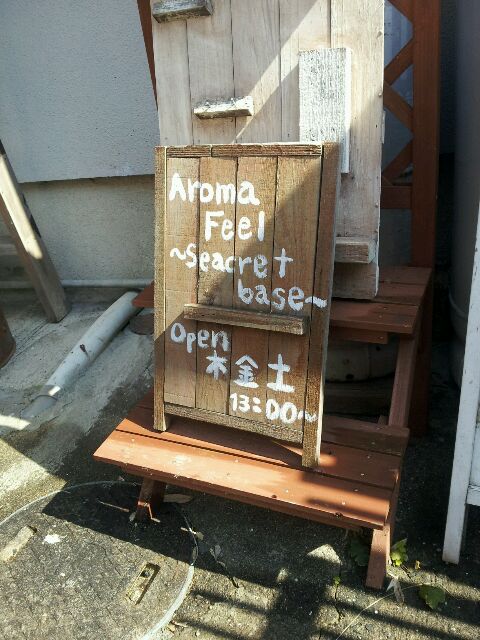 Aroma
Feel
~Seacret
base~
Open
木金土
13:00~